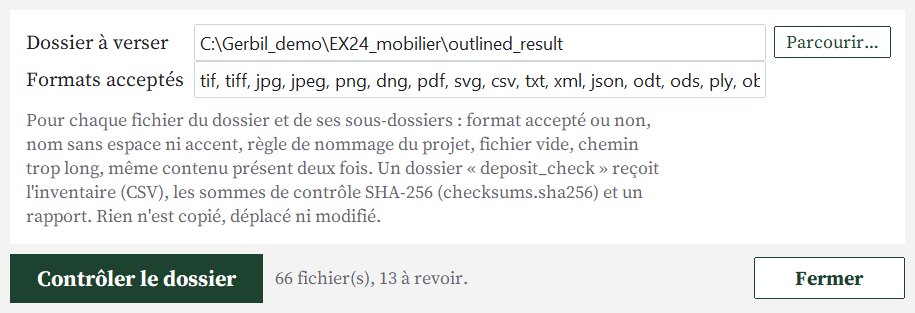 Dossier à verser C:\Gerbil_demo\EX24_mobilier\outlined_result Parcourir...
Formats acceptés tif, tiff, jpg, jpeg, png, dng, pdf, svg, csv, txt, xml, json, odt, ods, ply, ob
Pour chaque fichier du dossier et de ses sous-dossiers : format accepté ou non,
nom sans espace ni accent, règle de nommage du projet, fichier vide, chemin
trop long, même contenu présent deux fois. Un dossier « deposit_check » reçoit
l'inventaire (CSV), les sommes de contrôle SHA-256 (checksums.sha256) et un
rapport. Rien n'est copié, déplacé ni modifié.
Contrôler le dossier 66 fichier(s), 13 à revoir. Fermer